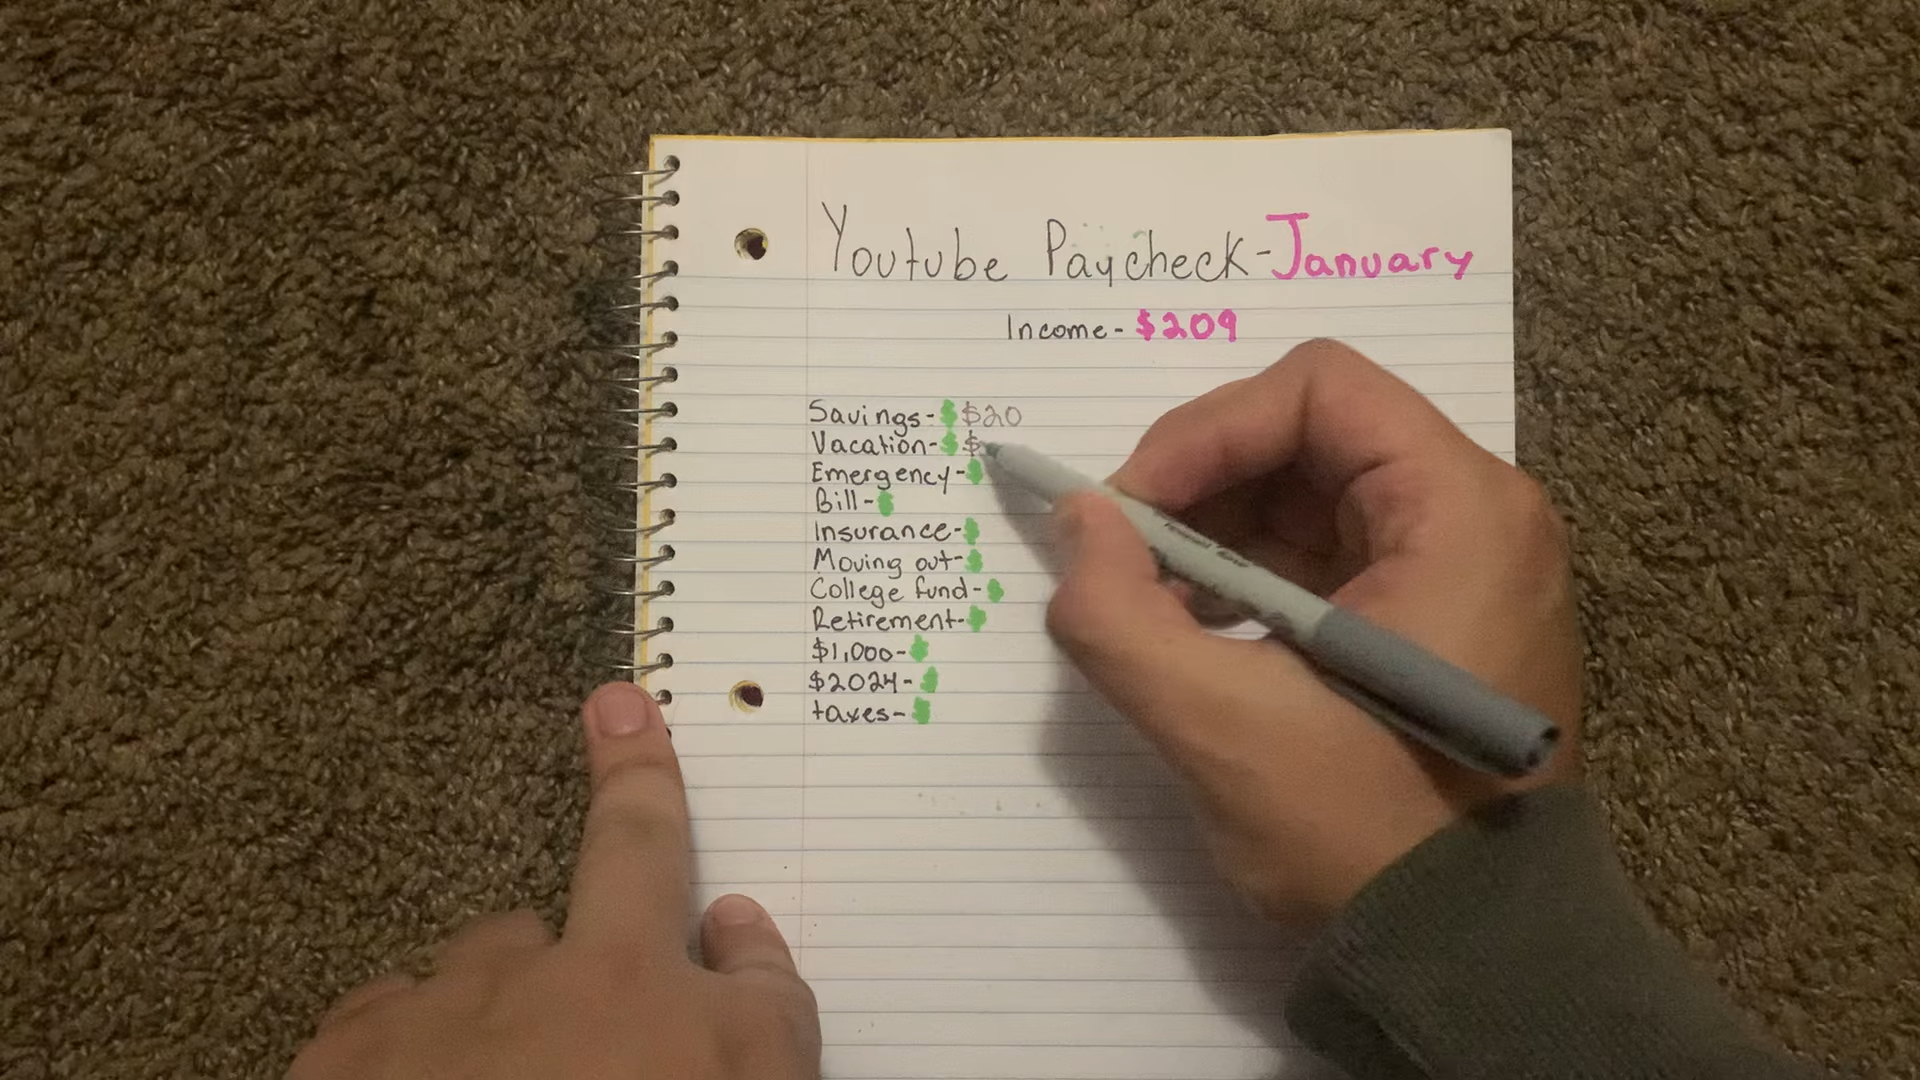 Youtube Paycheck-January
Income- $209
Savings- $ $20
Vacation- $ $
Emergency- $
Bill- $
Insurance- $
Moving out- $
College fund- $
Retirement- $
$1,000- $
$2024- $
taxes- $